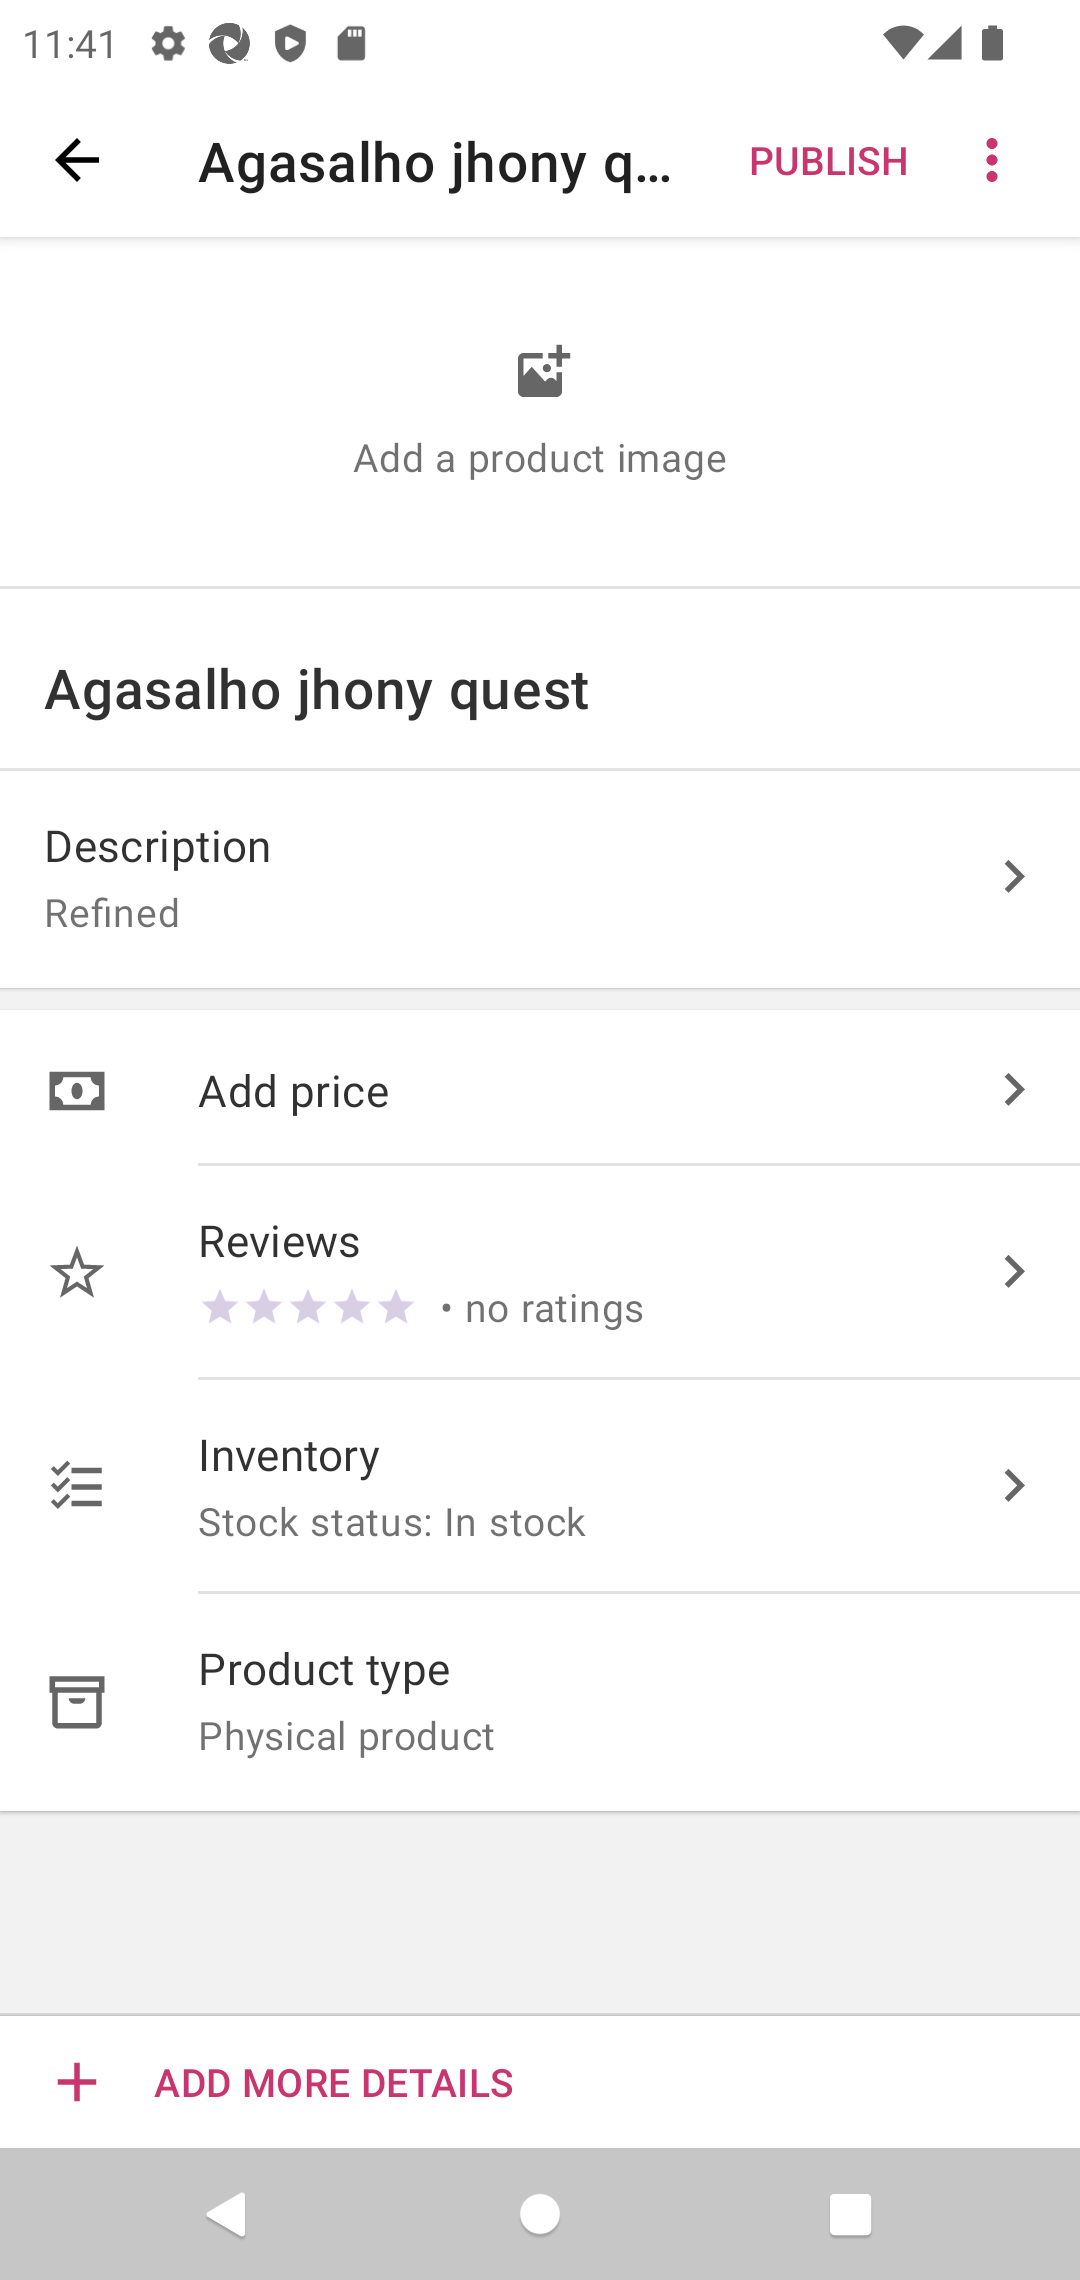 11:41
Agasalho jhony q...
PUBLISH
Add a product image
Agasalho jhony quest
Description
Refined
Add price
Reviews
• no ratings
Inventory
Stock status: In stock
Product type
Physical product
ADD MORE DETAILS